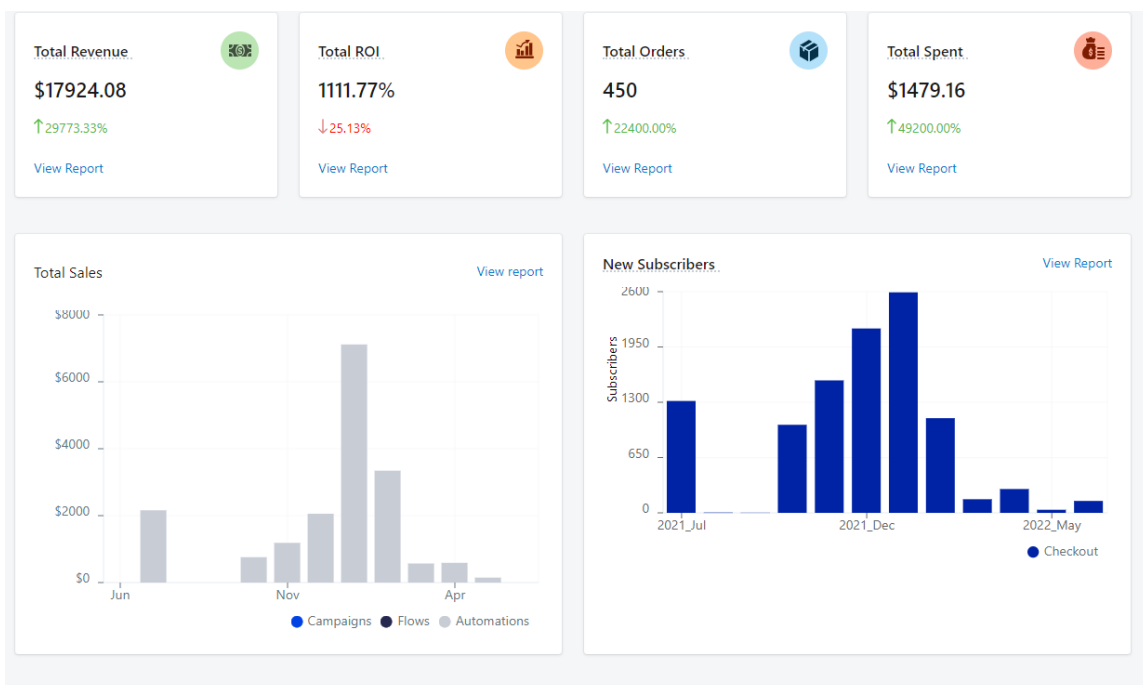 Total Revenue
$17924.08
↑29773.33%
View Report
Total ROI
1111.77%
↓25.13%
View Report
Total Orders
450
↑22400.00%
View Report
Total Spent
$1479.16
↑49200.00%
View Report
Total Sales
View report
$8000
$6000
$4000
$2000
$0
Jun Nov Apr
Campaigns Flows Automations
New Subscribers
View Report
Subscribers
2600
1950
1300
650
0
2021_Jul 2021_Dec 2022_May
Checkout